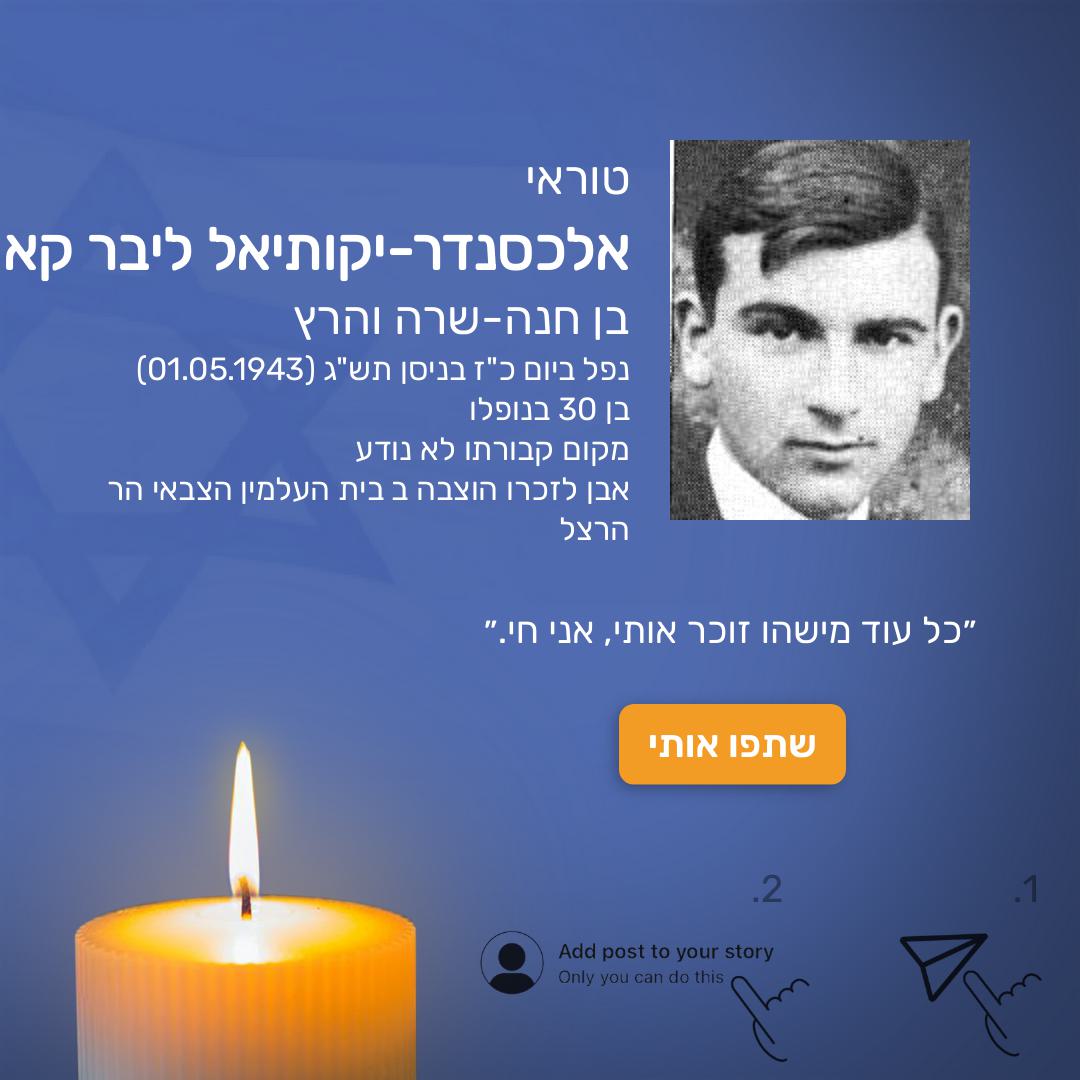 טוראי
אלכסנדר-יקותיאל ליבר קא
בן חנה-שרה והרץ
נפל ביום כ"ז בניסן תש"ג (01.05.1943)
בן 30 בנופלו
מקום קבורתו לא נודע
אבן לזכרו הוצבה ב בית העלמין הצבאי הר
הרצל
״כל עוד מישהו זוכר אותי, אני חי.״
שתפו אותי
.1
.2
Add post to your story
Only you can do this